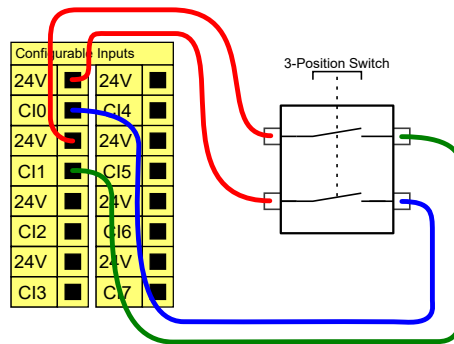 Configurable Inputs
3-Position Switch
24V 24V
CI0 CI4
24V 24V
CI1 CI5
24V 24V
CI2 CI6
24V 24V
CI3 CI7